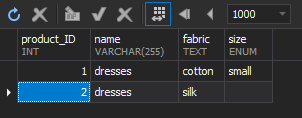 1000
product_ID name fabric size
INT VARCHAR(255) TEXT ENUM
1 dresses cotton small
2 dresses silk